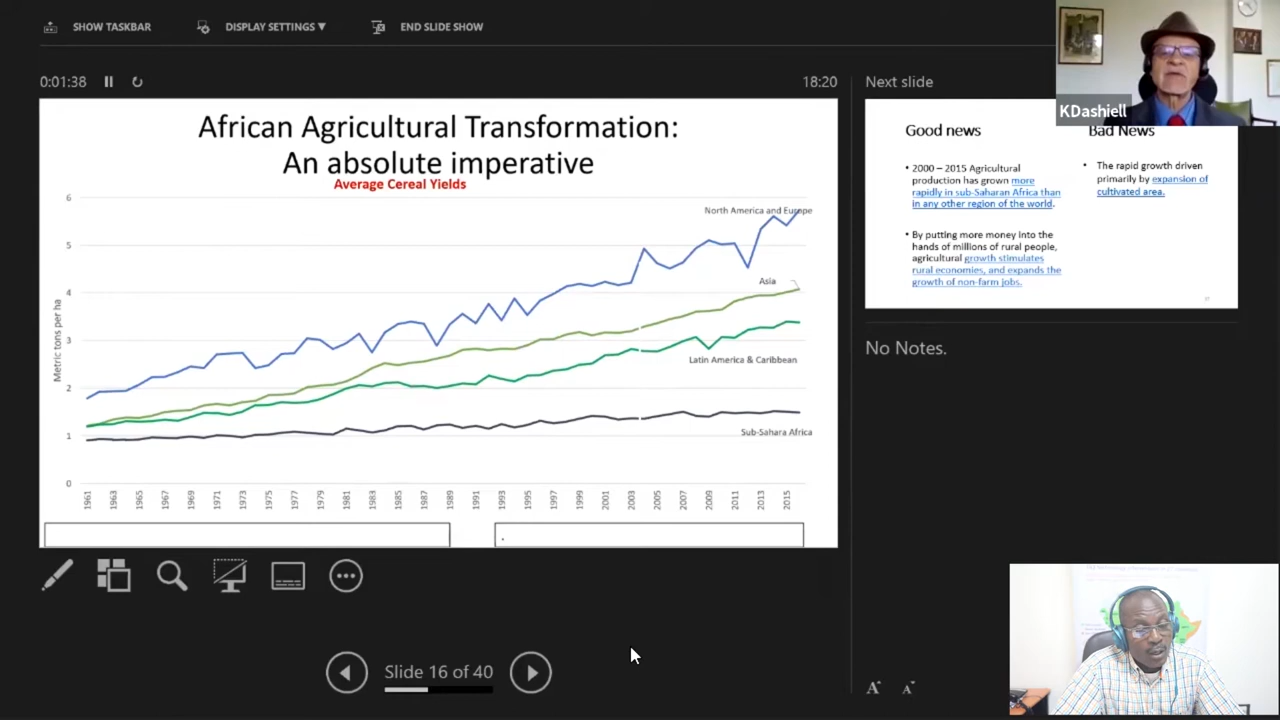 SHOW TASKBAR
DISPLAY SETTINGS ▼
END SLIDE SHOW
0:01:38
18:20
Next slide
KDashiell
African Agricultural Transformation:
An absolute imperative
Average Cereal Yields
6
5
4
3
2
1
0
Metric tons per ha
North America and Europe
Asia
Latin America & Caribbean
Sub-Sahara Africa
1961 1963 1965 1967 1969 1971 1973 1975 1977 1979 1981 1983 1985 1987 1989 1991 1993 1995 1997 1999 2001 2003 2005 2007 2009 2011 2013 2015
Good news
• 2000 – 2015 Agricultural
production has grown more
rapidly in sub-Saharan Africa than
in any other region of the world.
• By putting more money into the
hands of millions of rural people,
agricultural growth stimulates
rural economies, and expands the
growth of non-farm jobs.
Bad News
• The rapid growth driven
primarily by expansion of
cultivated area.
No Notes.
Slide 16 of 40
A A